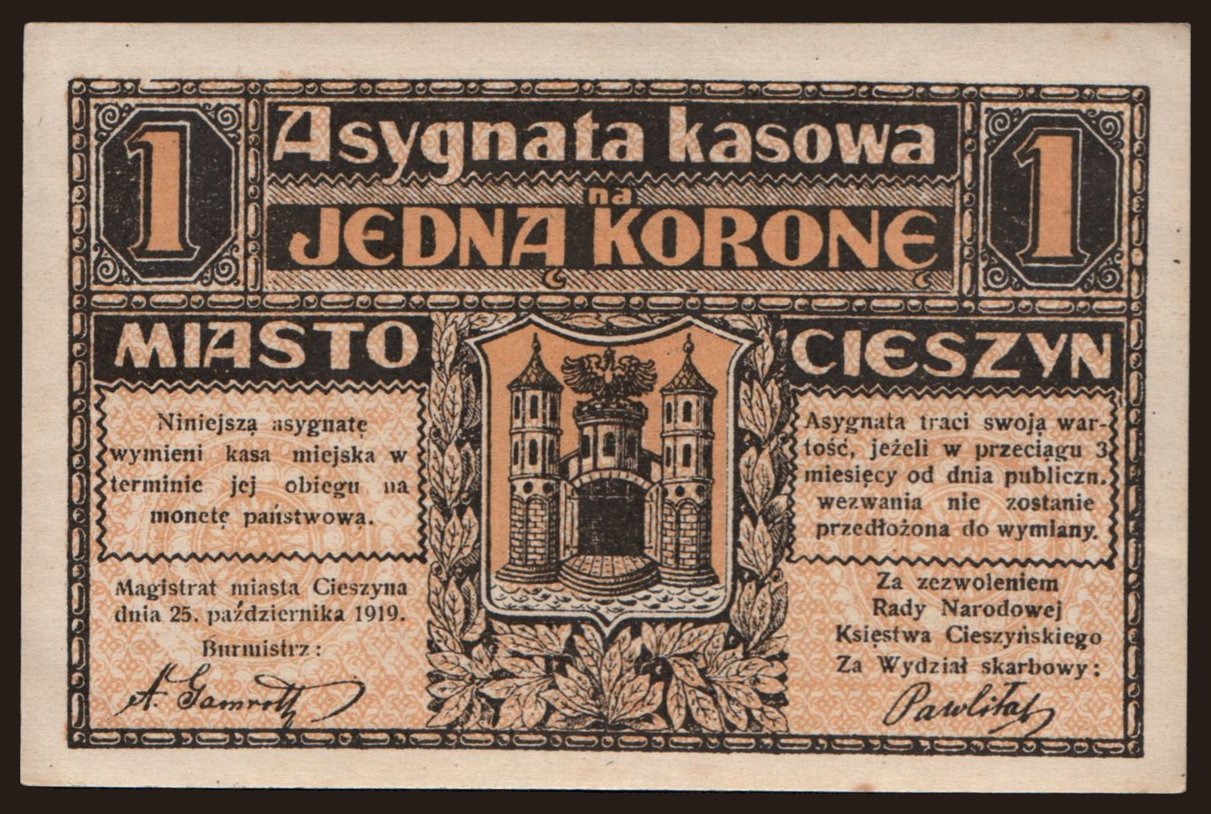 1
Asygnata kasowa
1
na
JEDNĄ KORONĘ
MIASTO
CIESZYN
Niniejszą asygnatę
wymieni kasa miejska w
terminie jej obiegu na
monetę państwowa.
Asygnata traci swoją war-
tość, jeżeli w przeciągu 3
miesięcy od dnia publiczn.
wezwania nie zostanie
przedłożona do wymiany.
Magistrat miasta Cieszyna
dnia 25. października 1919.
Burmistrz:
A. Gamroth
Za zezwoleniem
Rady Narodowej
Księstwa Cieszyńskiego
Za Wydział skarbowy: